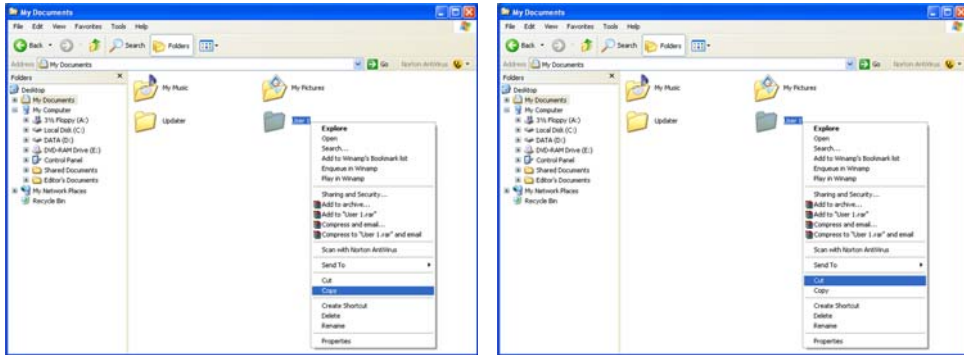 My Documents
File Edit View Favorites Tools Help
Back Search Folders
Address My Documents Go Norton AntiVirus
Folders X
Desktop
My Documents
My Computer
3½ Floppy (A:)
Local Disk (C:)
DATA (D:)
DVD-RAM Drive (E:)
Control Panel
Shared Documents
Editor's Documents
My Network Places
Recycle Bin
My Music My Pictures
Updater User 1
Explore
Open
Search...
Add to Winamp's Bookmark list
Enqueue in Winamp
Play in Winamp
Sharing and Security...
Add to archive...
Add to "User 1.rar"
Compress and email...
Compress to "User 1.rar" and email
Scan with Norton AntiVirus
Send To
Cut
Copy
Create Shortcut
Delete
Rename
Properties
My Documents
File Edit View Favorites Tools Help
Back Search Folders
Address My Documents Go Norton AntiVirus
Folders X
Desktop
My Documents
My Computer
3½ Floppy (A:)
Local Disk (C:)
DATA (D:)
DVD-RAM Drive (E:)
Control Panel
Shared Documents
Editor's Documents
My Network Places
Recycle Bin
My Music My Pictures
Updater User 1
Explore
Open
Search...
Add to Winamp's Bookmark list
Enqueue in Winamp
Play in Winamp
Sharing and Security...
Add to archive...
Add to "User 1.rar"
Compress and email...
Compress to "User 1.rar" and email
Scan with Norton AntiVirus
Send To
Cut
Copy
Create Shortcut
Delete
Rename
Properties